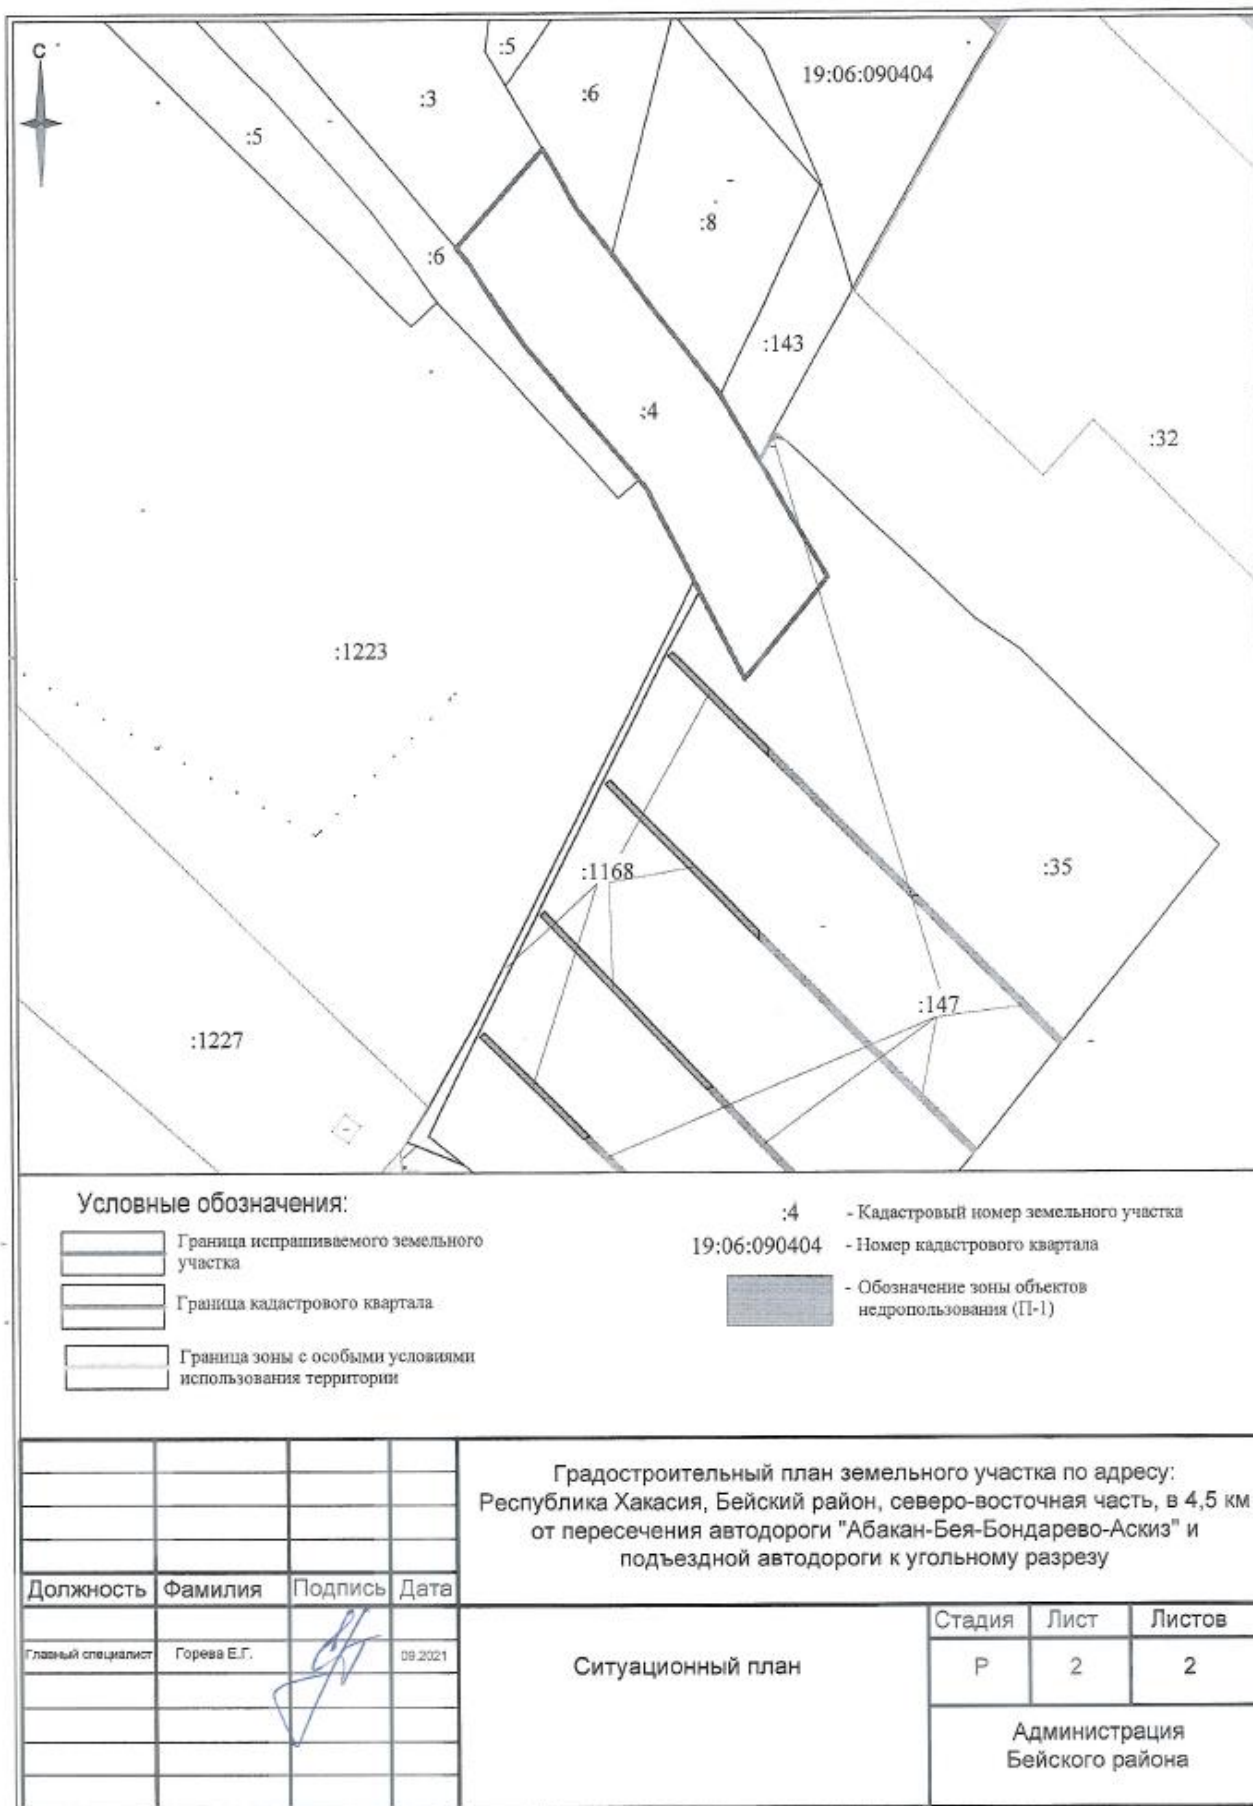 С
:5
:6
19:06:090404
:3
:5
:8
:6
:143
:4
:32
:1223
:1168
:35
:147
:1227
Условные обозначения:
Граница испрашиваемого земельного
участка
Граница кадастрового квартала
Граница зоны с особыми условиями
использования территории
:4 - Кадастровый номер земельного участка
19:06:090404 - Номер кадастрового квартала
- Обозначение зоны объектов
недропользования (П-1)
Градостроительный план земельного участка по адресу:
Республика Хакасия, Бейский район, северо-восточная часть, в 4,5 км
от пересечения автодороги "Абакан-Бея-Бондарево-Аскиз" и
подъездной автодороги к угольному разрезу
Должность Фамилия Подпись Дата
Главный специалист Горева Е.Г. 09.2021
Ситуационный план
Стадия Лист Листов
Р 2 2
Администрация
Бейского района